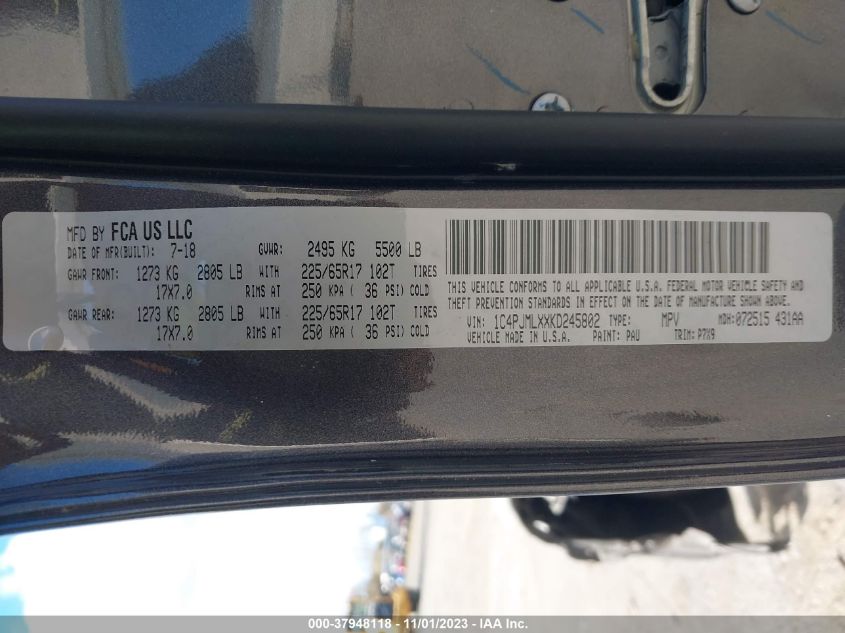 MFD BY FCA US LLC
DATE OF MFR(BUILT): 7-18 GVWR: 2495 KG 5500 LB
GAWR FRONT: 1273 KG 2805 LB WITH 225/65R17 102T TIRES
17X7.0 RIMS AT 250 KPA ( 36 PSI) COLD
GAWR REAR: 1273 KG 2805 LB WITH 225/65R17 102T TIRES
17X7.0 RIMS AT 250 KPA ( 36 PSI) COLD
THIS VEHICLE CONFORMS TO ALL APPLICABLE U.S.A. FEDERAL MOTOR VEHICLE SAFETY AND
THEFT PREVENTION STANDARDS IN EFFECT ON THE DATE OF MANUFACTURE SHOWN ABOVE.
VIN: 1C4PJMLXXKD245802 TYPE: MPV MDH: 072515 431AA
VEHICLE MADE IN U.S.A. PAINT: PAU TRIM: P7X9
000-37948118 - 11/01/2023 - IAA Inc.